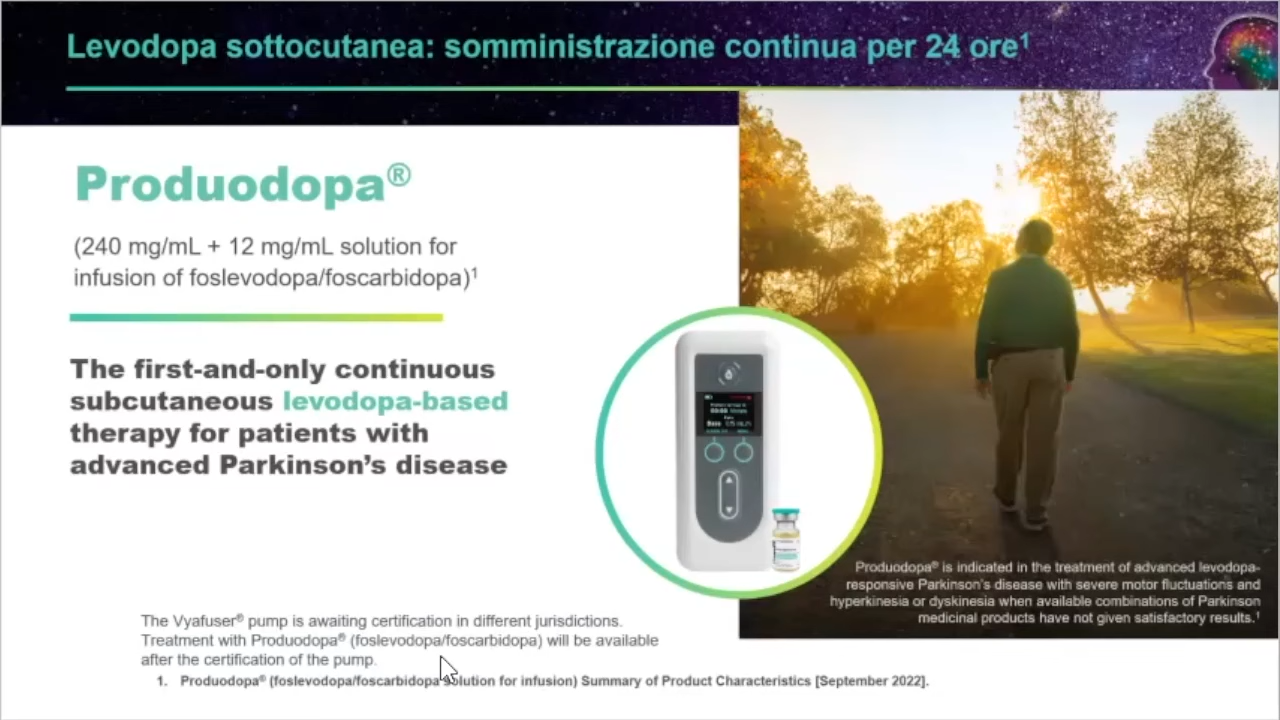 Levodopa sottocutanea: somministrazione continua per 24 ore¹
Produodopa®
(240 mg/mL + 12 mg/mL solution for
infusion of foslevodopa/foscarbidopa)¹
The first-and-only continuous
subcutaneous levodopa-based
therapy for patients with
advanced Parkinson's disease
Produodopa® is indicated in the treatment of advanced levodopa-
responsive Parkinson's disease with severe motor fluctuations and
hyperkinesia or dyskinesia when available combinations of Parkinson
medicinal products have not given satisfactory results.¹
The Vyafuser® pump is awaiting certification in different jurisdictions.
Treatment with Produodopa® (foslevodopa/foscarbidopa) will be available
after the certification of the pump.
1. Produodopa® (foslevodopa/foscarbidopa solution for infusion) Summary of Product Characteristics [September 2022].